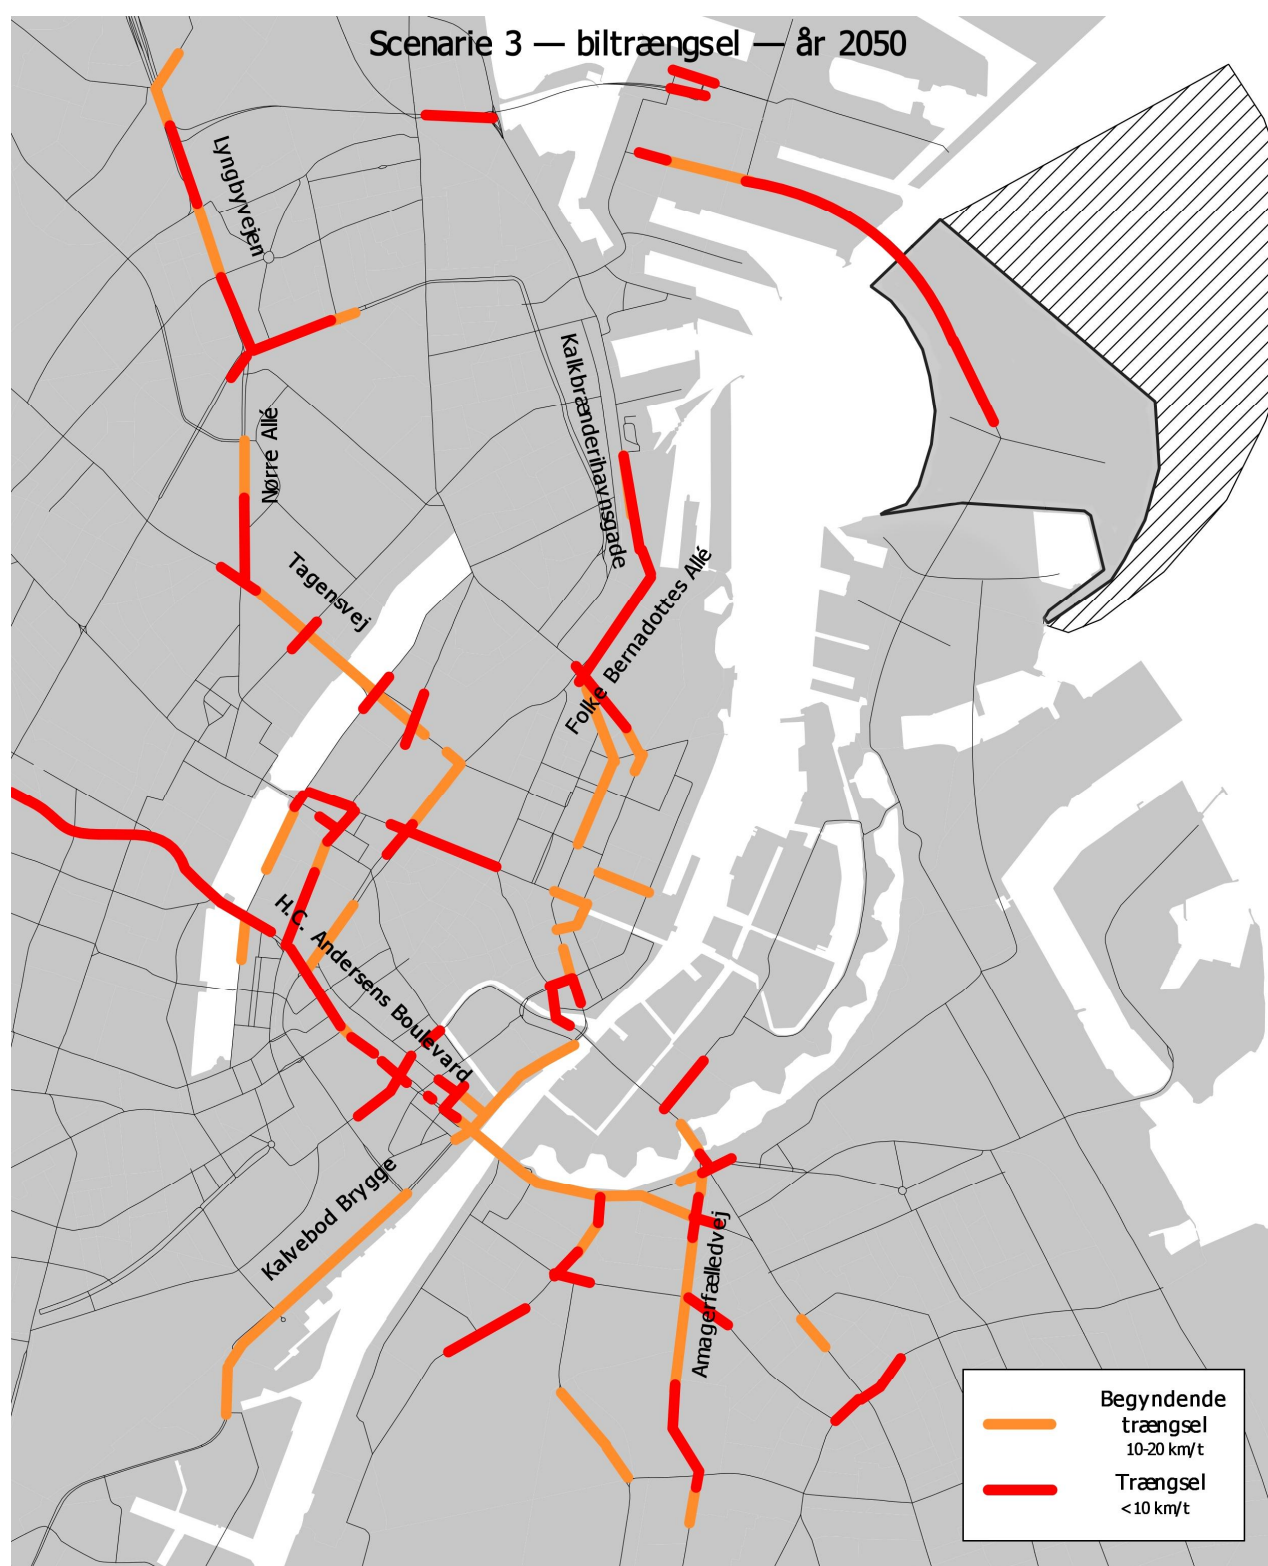 Scenarie 3 — biltrængsel — år 2050
Lyngbyvejen
Kalkbrænderihavnsgade
Nørre Allé
Tagensvej
Folke Bernadottes Allé
H.C. Andersens Boulevard
Kalvebod Brygge
Amagerfælledvej
Begyndende
trængsel
10-20 km/t
Trængsel
<10 km/t